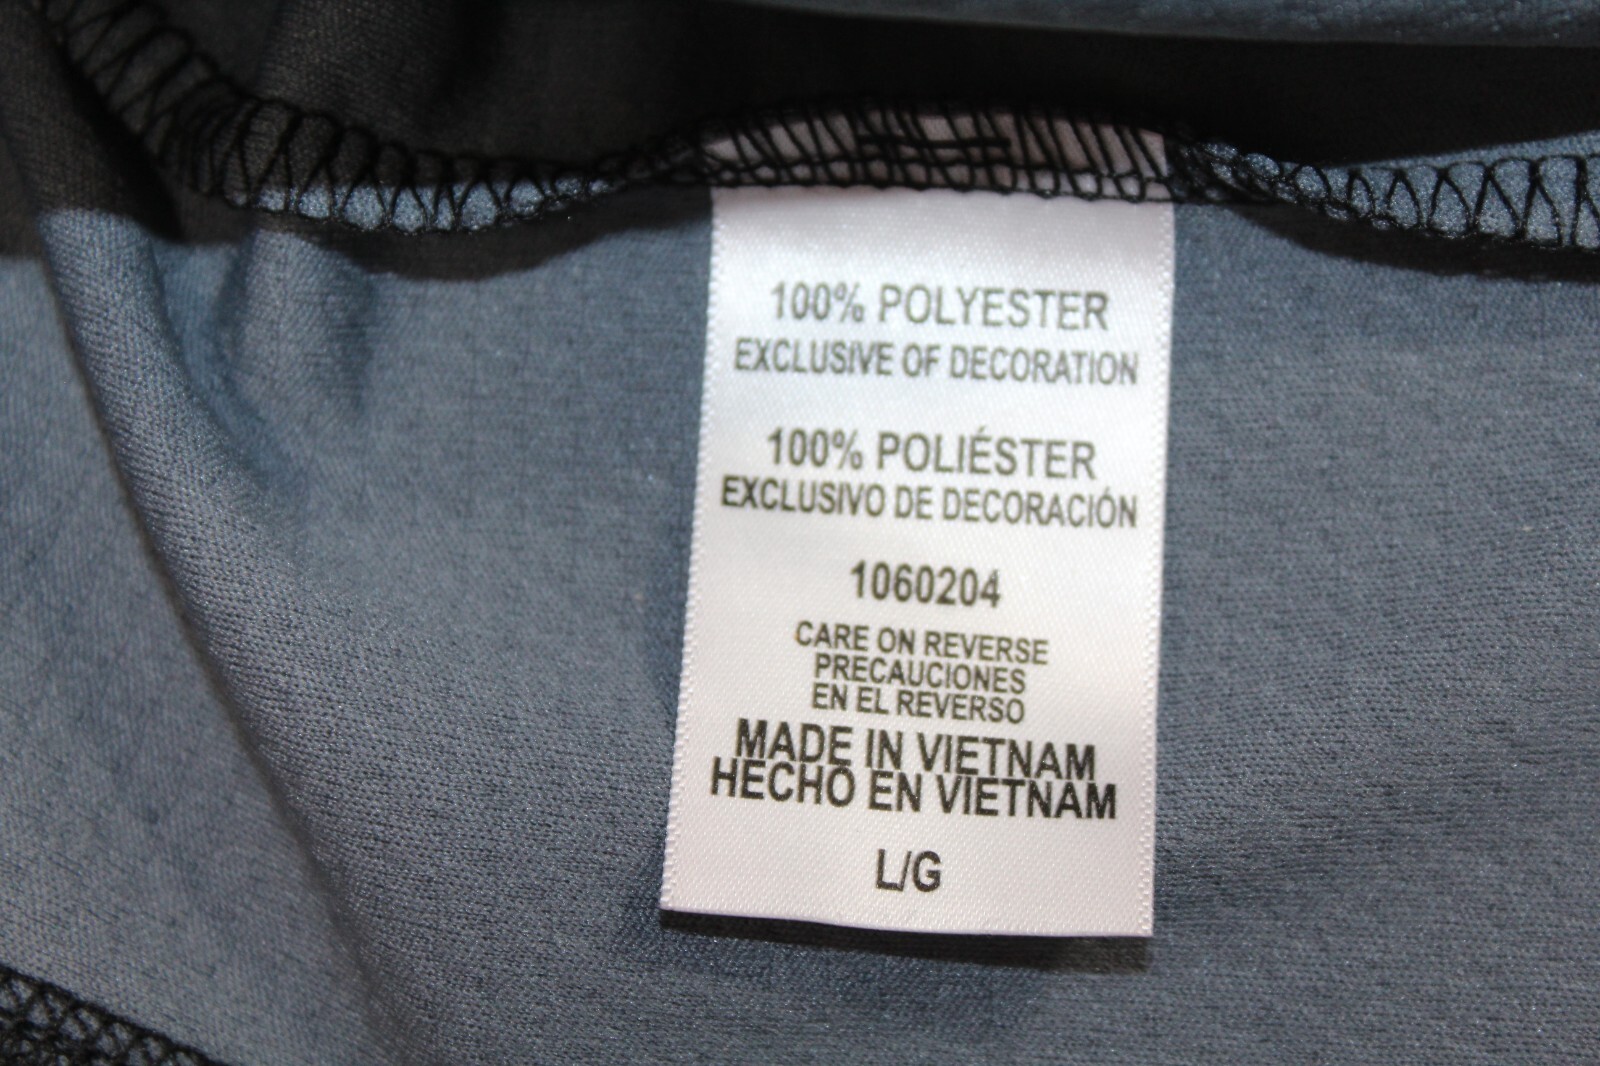 100% POLYESTER
EXCLUSIVE OF DECORATION
100% POLIÉSTER
EXCLUSIVO DE DECORACIÓN
1060204
CARE ON REVERSE
PRECAUCIONES
EN EL REVERSO
MADE IN VIETNAM
HECHO EN VIETNAM
L/G